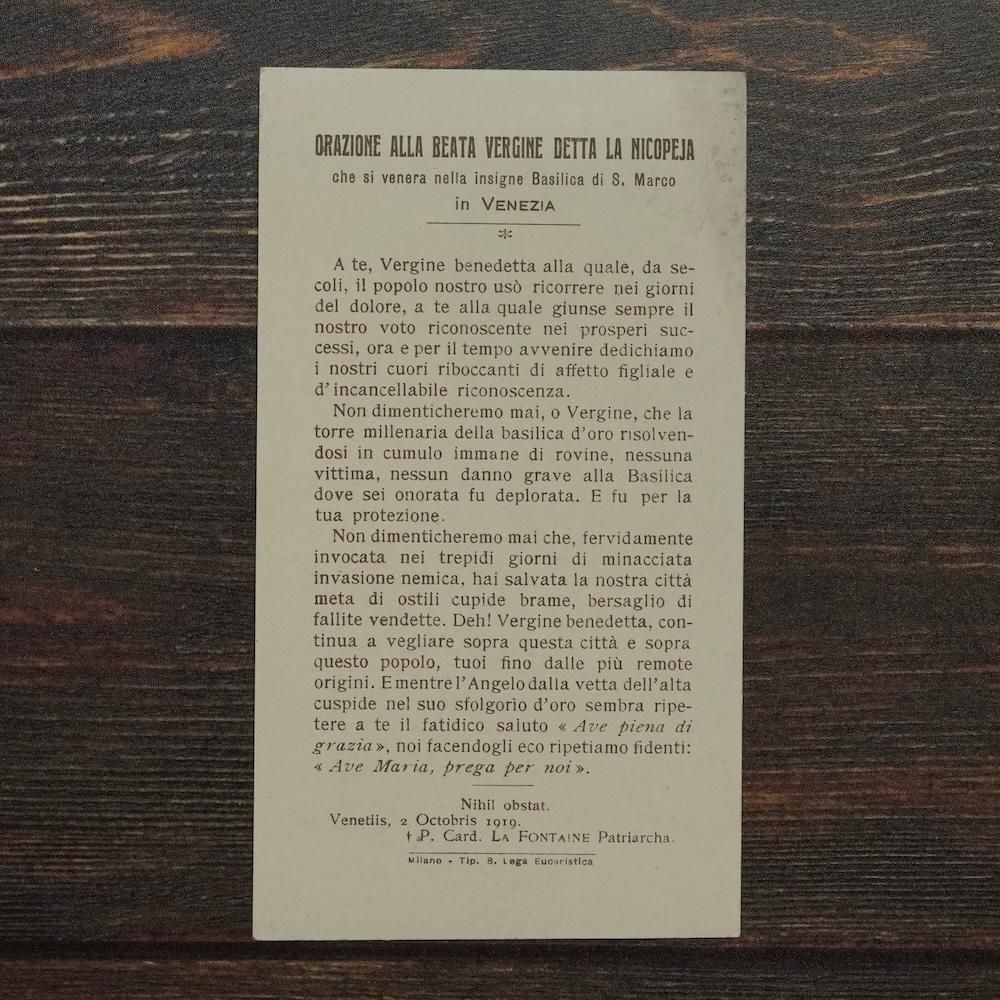 ORAZIONE ALLA BEATA VERGINE DETTA LA NICOPEJA
che si venera nella insigne Basilica di S. Marco
in VENEZIA
A te, Vergine benedetta alla quale, da se-
coli, il popolo nostro usò ricorrere nei giorni
del dolore, a te alla quale giunse sempre il
nostro voto riconoscente nei prosperi suc-
cessi, ora e per il tempo avvenire dedichiamo
i nostri cuori riboccanti di affetto figliale e
d'incancellabile riconoscenza.
Non dimenticheremo mai, o Vergine, che la
torre millenaria della basilica d'oro risolven-
dosi in cumulo immane di rovine, nessuna
vittima, nessun danno grave alla Basilica
dove sei onorata fu deplorata. E fu per la
tua protezione.
Non dimenticheremo mai che, fervidamente
invocata nei trepidi giorni di minacciata
invasione nemica, hai salvata la nostra città
meta di ostili cupide brame, bersaglio di
fallite vendette. Deh! Vergine benedetta, con-
tinua a vegliare sopra questa città e sopra
questo popolo, tuoi fino dalle più remote
origini. E mentre l'Angelo dalla vetta dell'alta
cuspide nel suo sfolgorìo d'oro sembra ripe-
tere a te il fatidico saluto « Ave piena di
grazia », noi facendogli eco ripetiamo fidenti:
« Ave Maria, prega per noi ».
Nihil obstat.
Venetiis, 2 Octobris 1919.
† P. Card. LA FONTAINE Patriarcha.
Milano - Tip. S. Lega Eucaristica